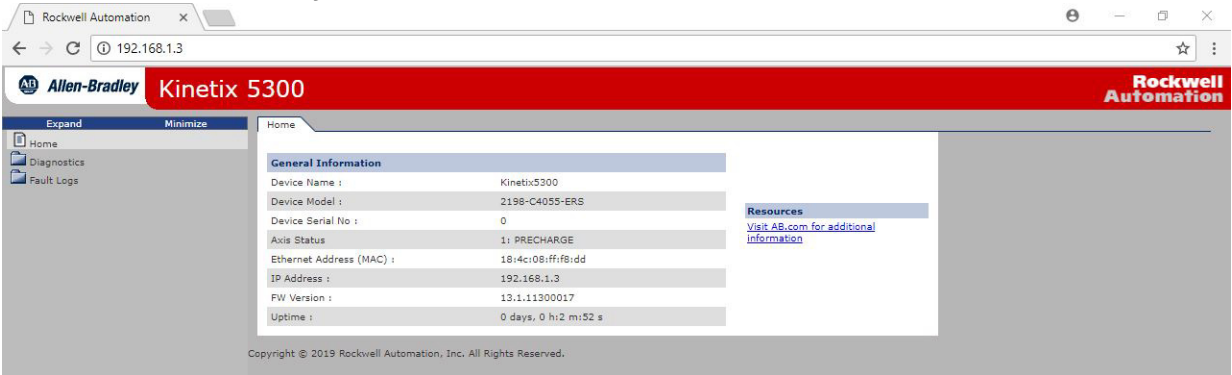 Rockwell Automation
192.168.1.3
AB Allen-Bradley Kinetix 5300 Rockwell Automation
Expand Minimize
Home
Diagnostics
Fault Logs
Home
General Information
Device Name : Kinetix5300
Device Model : 2198-C4055-ERS
Device Serial No : 0
Axis Status 1: PRECHARGE
Ethernet Address (MAC) : 18:4c:08:ff:f8:dd
IP Address : 192.168.1.3
FW Version : 13.1.11300017
Uptime : 0 days, 0 h:2 m:52 s
Resources
Visit AB.com for additional
information
Copyright © 2019 Rockwell Automation, Inc. All Rights Reserved.